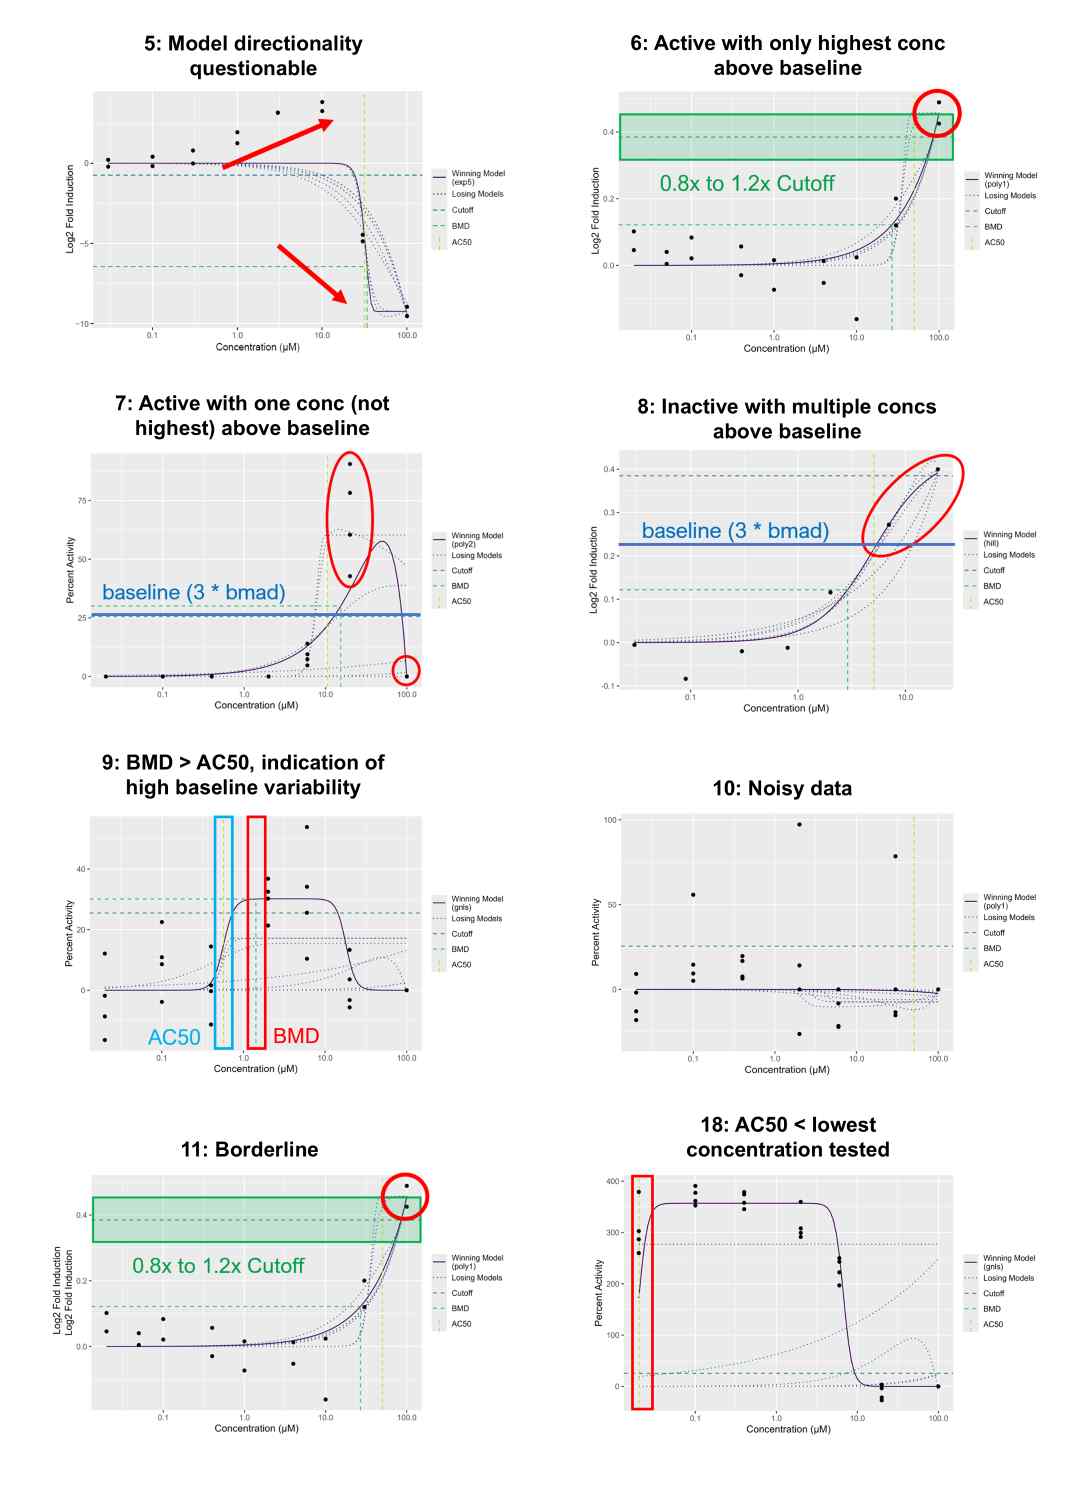 5: Model directionality
questionable
0
−5
−10
0.1
1.0
10.0
100.0
Concentration (µM)
Log2 Fold Induction
Winning Model
(exp5)
Losing Models
Cutoff
BMD
AC50
6: Active with only highest conc
above baseline
0.8x to 1.2x Cutoff
0.4
0.2
0.0
0.1
1.0
10.0
100.0
Concentration (µM)
Log2 Fold Induction
Winning Model
(poly1)
Losing Models
Cutoff
BMD
AC50
7: Active with one conc (not
highest) above baseline
baseline (3 * bmad)
75
50
25
0
0.1
1.0
10.0
100.0
Concentration (µM)
Percent Activity
Winning Model
(poly2)
Losing Models
Cutoff
BMD
AC50
8: Inactive with multiple concs
above baseline
baseline (3 * bmad)
0.4
0.3
0.2
0.1
0.0
-0.1
0.1
1.0
10.0
Concentration (µM)
Log2 Fold Induction
Winning Model
(hill)
Losing Models
Cutoff
BMD
AC50
9: BMD > AC50, indication of
high baseline variability
AC50
BMD
40
20
0
0.1
1.0
10.0
100.0
Concentration (µM)
Percent Activity
Winning Model
(gnls)
Losing Models
Cutoff
BMD
AC50
10: Noisy data
100
50
0
0.1
1.0
10.0
100.0
Concentration (µM)
Percent Activity
Winning Model
(poly1)
Losing Models
Cutoff
BMD
AC50
11: Borderline
0.8x to 1.2x Cutoff
0.4
0.2
0.0
0.1
1.0
10.0
100.0
Concentration (µM)
Log2 Fold Induction
Log2 Fold Induction
Winning Model
(poly1)
Losing Models
Cutoff
BMD
AC50
18: AC50 < lowest
concentration tested
400
300
200
100
0
0.1
1.0
10.0
100.0
Concentration (µM)
Percent Activity
Winning Model
(gnls)
Losing Models
Cutoff
BMD
AC50